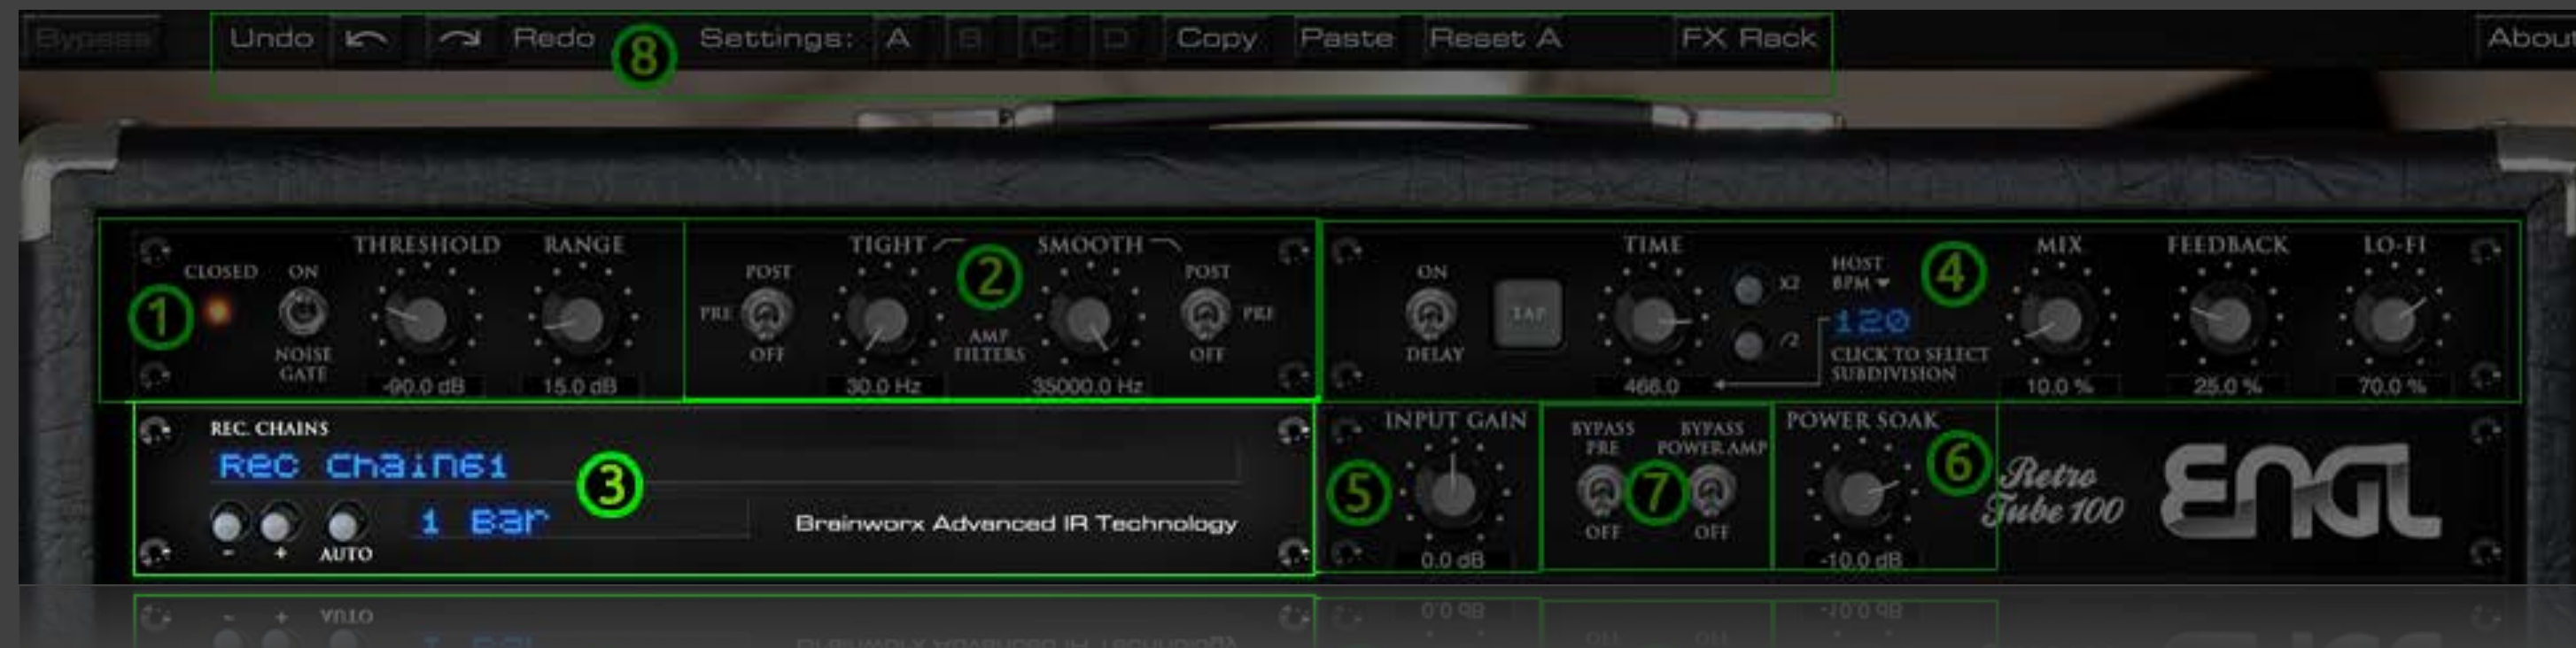 Bypass Undo Redo Settings: A B C D Copy Paste Reset A FX Rack About
8
THRESHOLD RANGE TIGHT SMOOTH TIME MIX FEEDBACK LO-FI
CLOSED ON POST POST ON X2 HOST
BPM
1 2 4
PRE PRE TAP 120
NOISE
GATE
OFF AMP
FILTERS
OFF DELAY /2 CLICK TO SELECT
SUBDIVISION
-90.0 dB 15.0 dB 30.0 Hz 35000.0 Hz 466.0 10.0 % 25.0 % 70.0 %
REC. CHAINS
Rec Chain61
3
1 Bar
- + AUTO
Brainworx Advanced IR Technology
INPUT GAIN
5
0.0 dB
BYPASS
PRE
BYPASS
POWER AMP
7
OFF OFF
POWER SOAK
6
-10.0 dB
Retro
Tube 100
ENGL